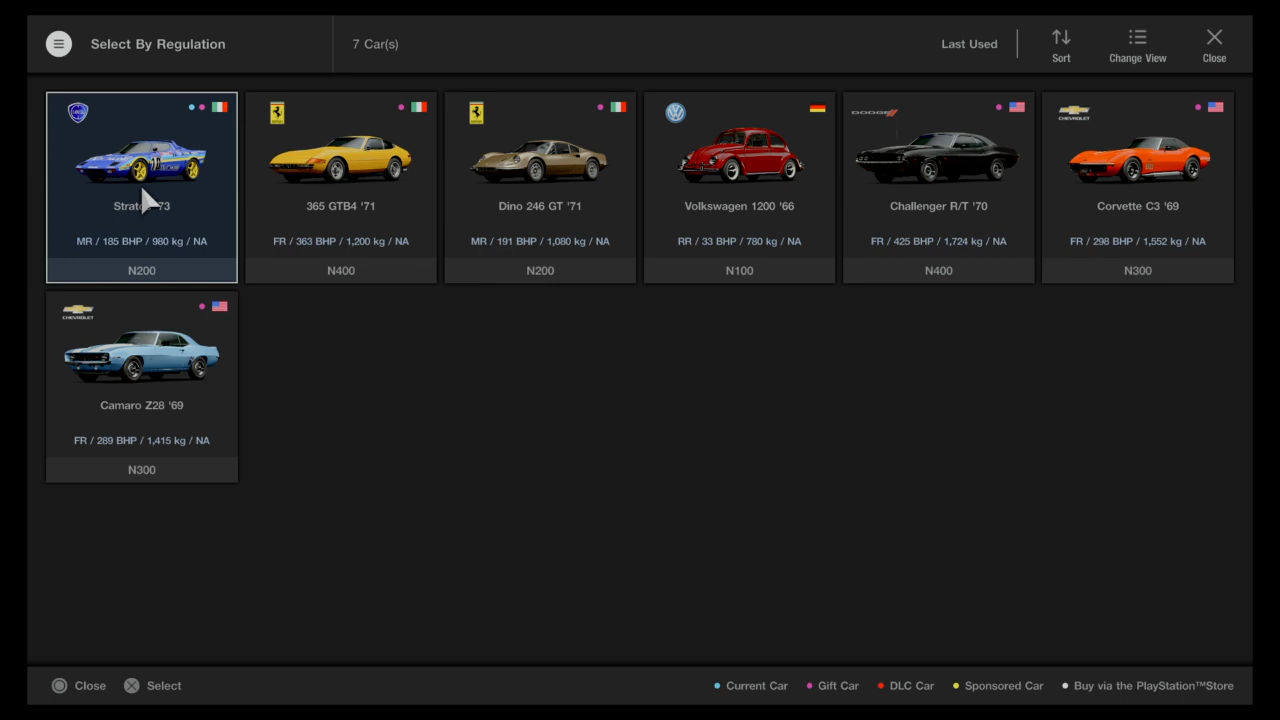 Select By Regulation
7 Car(s)
Last Used
Sort
Change View
Close
Strato '73
MR / 185 BHP / 980 kg / NA
N200
365 GTB4 '71
FR / 363 BHP / 1,200 kg / NA
N400
Dino 246 GT '71
MR / 191 BHP / 1,080 kg / NA
N200
Volkswagen 1200 '66
RR / 33 BHP / 780 kg / NA
N100
DODGE
Challenger R/T '70
FR / 425 BHP / 1,724 kg / NA
N400
CHEVROLET
Corvette C3 '69
FR / 298 BHP / 1,552 kg / NA
N300
CHEVROLET
Camaro Z28 '69
FR / 289 BHP / 1,415 kg / NA
N300
Close
Select
Current Car
Gift Car
DLC Car
Sponsored Car
Buy via the PlayStation™Store